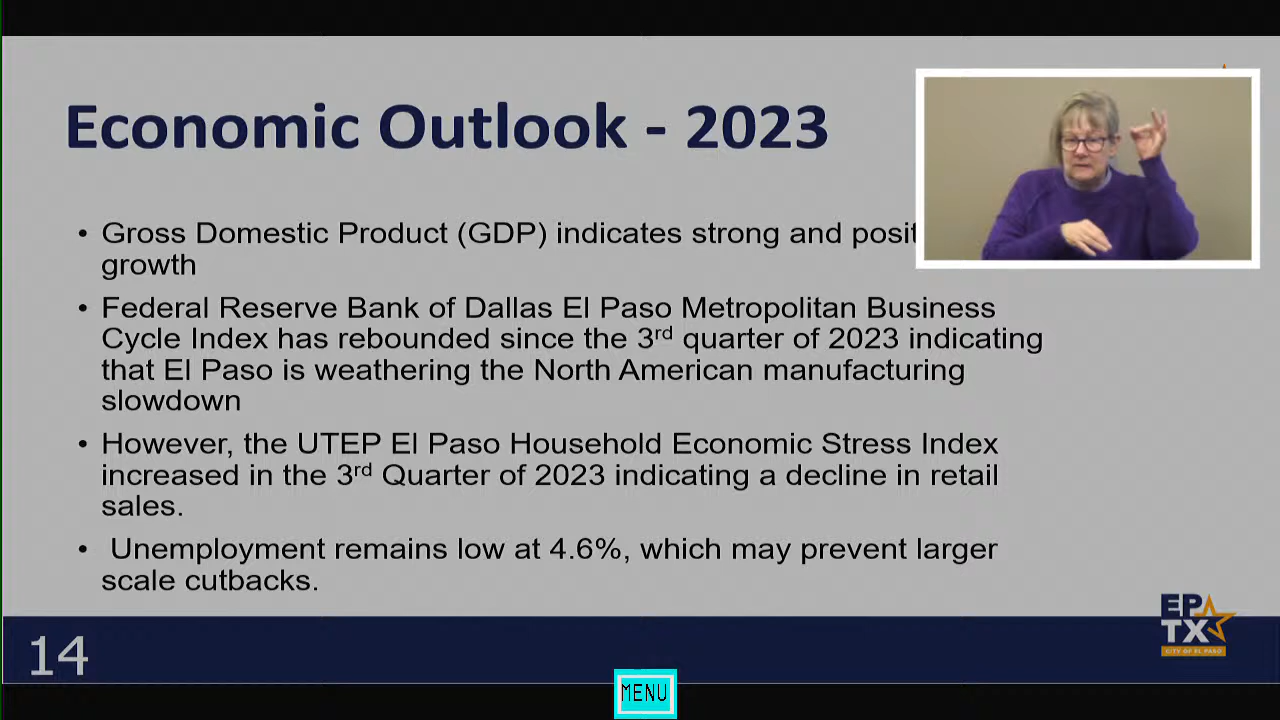 Economic Outlook - 2023
• Gross Domestic Product (GDP) indicates strong and
growth
• Federal Reserve Bank of Dallas El Paso Metropolitan Business
Cycle Index has rebounded since the 3rd quarter of 2023 indicating
that El Paso is weathering the North American manufacturing
slowdown
• However, the UTEP El Paso Household Economic Stress Index
increased in the 3rd Quarter of 2023 indicating a decline in retail
sales.
• Unemployment remains low at 4.6%, which may prevent larger
scale cutbacks.
EP
TX
CITY OF EL PASO
14
MENU